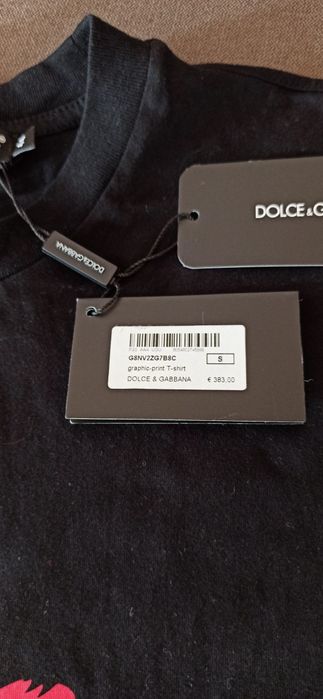 DOLCE & G
DOLCE&GABBANA
G8NV2ZG7B8C
S
graphic-print T-shirt
DOLCE & GABBANA
€ 383,00